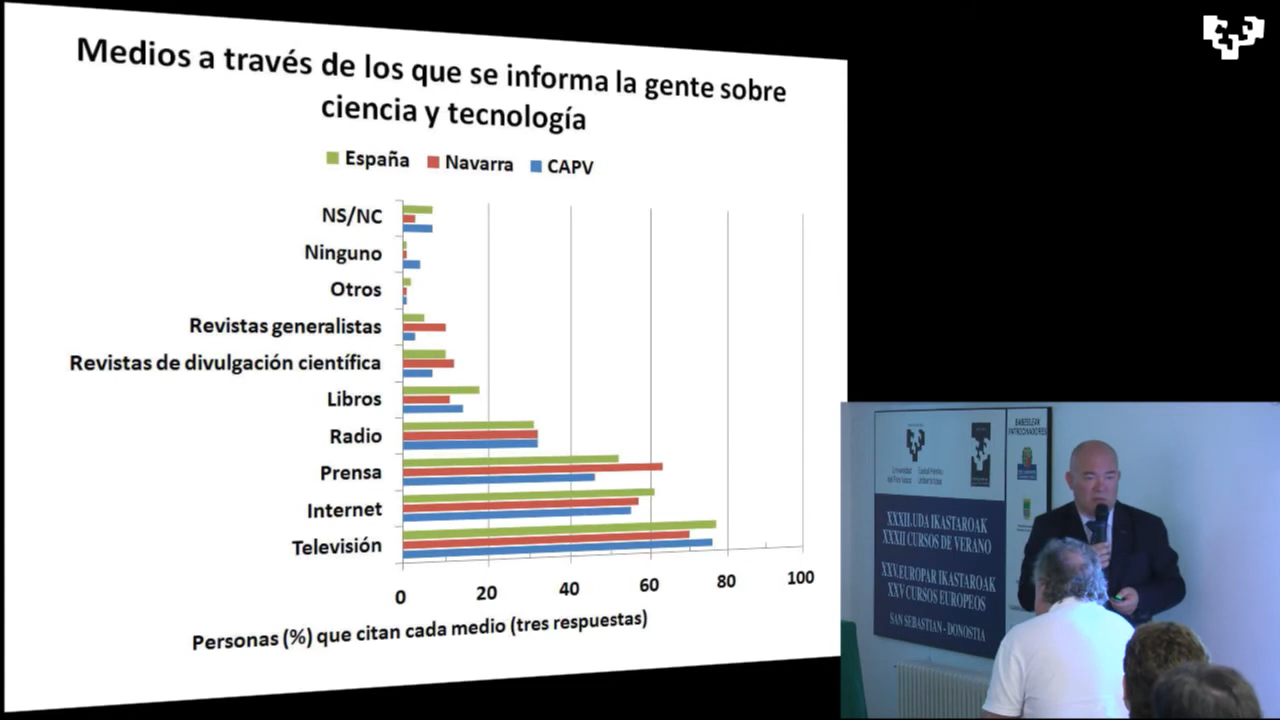 Medios a través de los que se informa la gente sobre
ciencia y tecnología
España Navarra CAPV
NS/NC
Ninguno
Otros
Revistas generalistas
Revistas de divulgación científica
Libros
Radio
Prensa
Internet
Televisión
0 20 40 60 80 100
Personas (%) que citan cada medio (tres respuestas)
BABESLEAK
PATROCINADORES
XXXII.UDA IKASTAROAK
XXXII CURSOS DE VERANO
XXV.EUROPAR IKASTAROAK
XXV CURSOS EUROPEOS
SAN SEBASTIAN - DONOSTIA